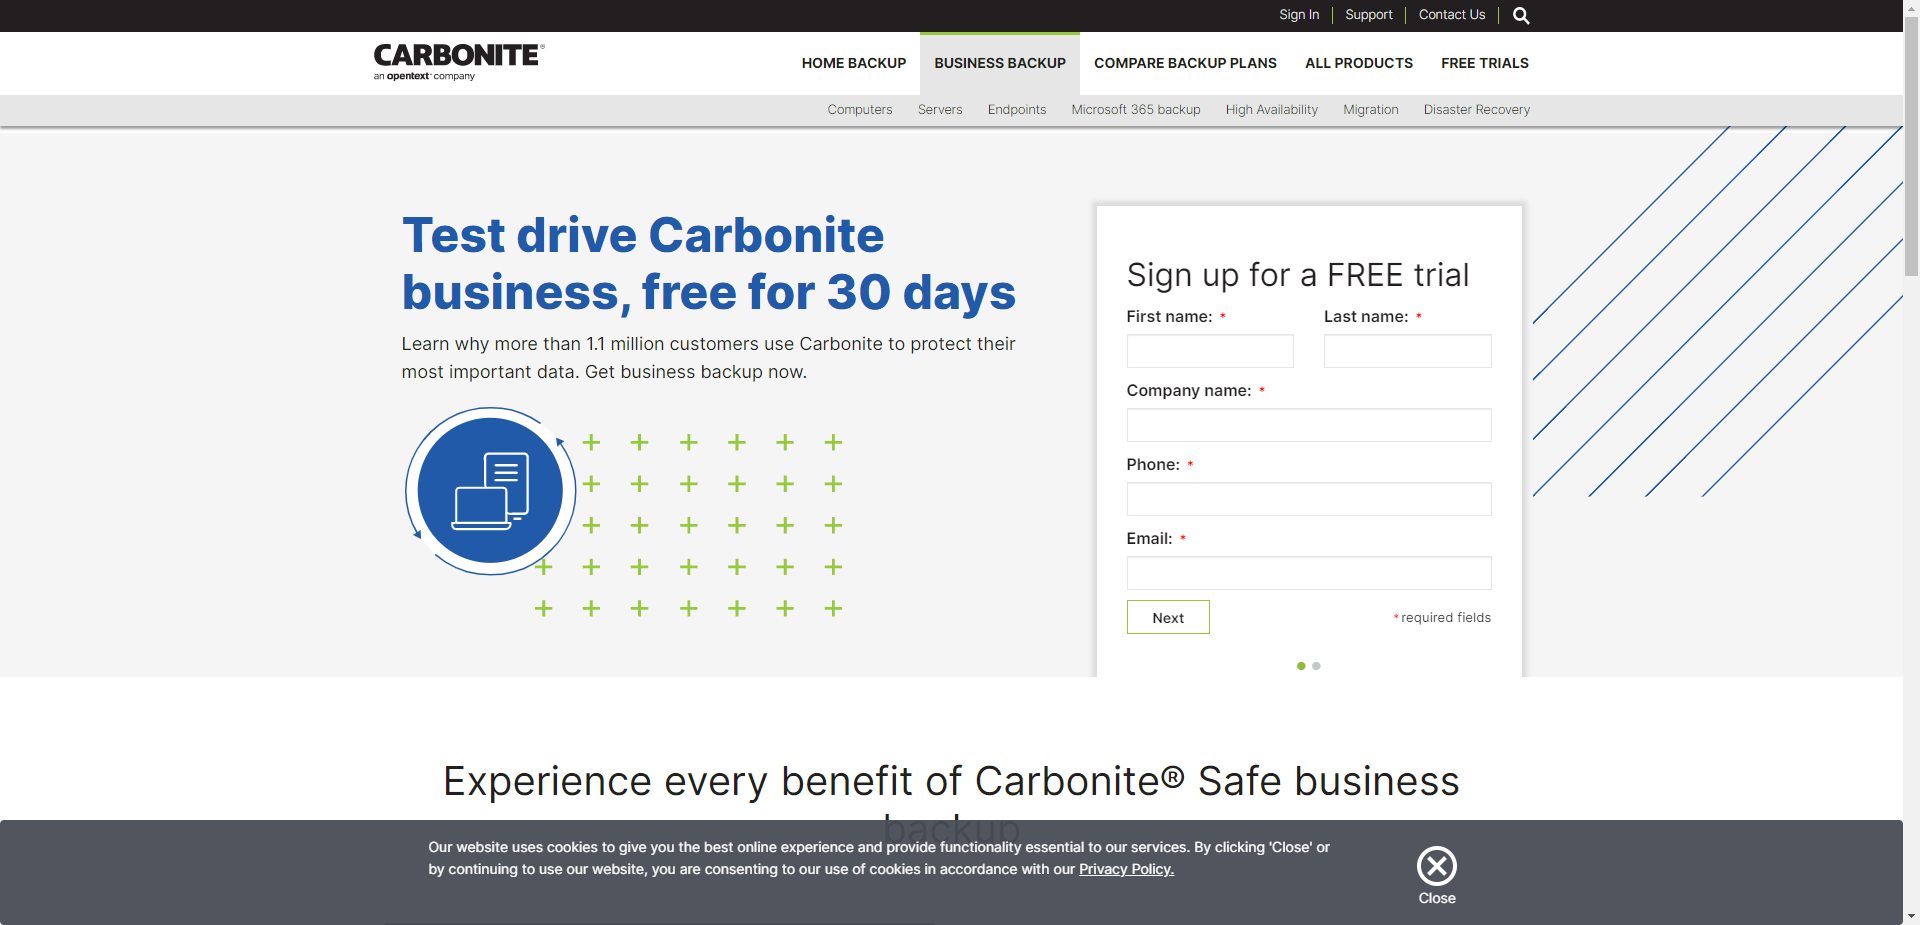 Sign In
Support
Contact Us
CARBONITE®
an opentext™ company
HOME BACKUP
BUSINESS BACKUP
COMPARE BACKUP PLANS
ALL PRODUCTS
FREE TRIALS
Computers
Servers
Endpoints
Microsoft 365 backup
High Availability
Migration
Disaster Recovery
Test drive Carbonite
business, free for 30 days
Learn why more than 1.1 million customers use Carbonite to protect their
most important data. Get business backup now.
Sign up for a FREE trial
First name: *
Last name: *
Company name: *
Phone: *
Email: *
Next
* required fields
Experience every benefit of Carbonite® Safe business
backup
Our website uses cookies to give you the best online experience and provide functionality essential to our services. By clicking 'Close' or
by continuing to use our website, you are consenting to our use of cookies in accordance with our Privacy Policy.
Close